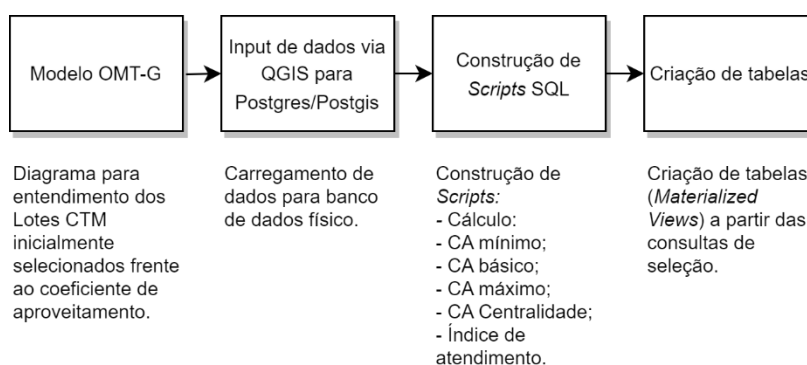 Modelo OMT-G
Input de dados via
QGIS para
Postgres/Postgis
Construção de
Scripts SQL
Criação de tabelas
Diagrama para
entendimento dos
Lotes CTM
inicialmente
selecionados frente
ao coeficiente de
aproveitamento.
Carregamento de
dados para banco
de dados físico.
Construção de
Scripts:
- Cálculo:
- CA mínimo;
- CA básico;
- CA máximo;
- CA Centralidade;
- Índice de
atendimento.
Criação de tabelas
(Materialized
Views) a partir das
consultas de
seleção.